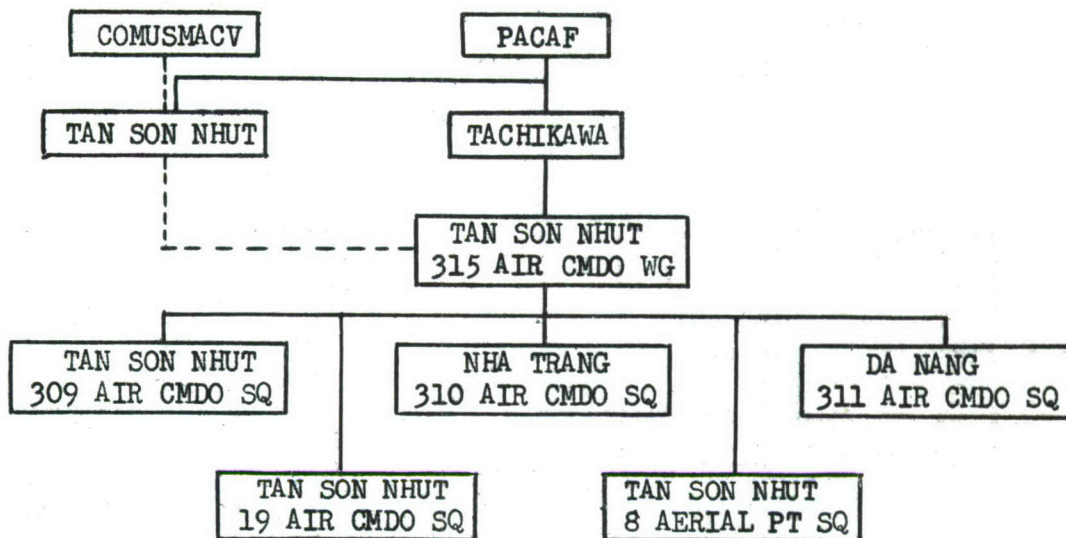 COMUSMACV
PACAF
TAN SON NHUT
TACHIKAWA
TAN SON NHUT
315 AIR CMDO WG
TAN SON NHUT
309 AIR CMDO SQ
NHA TRANG
310 AIR CMDO SQ
DA NANG
311 AIR CMDO SQ
TAN SON NHUT
19 AIR CMDO SQ
TAN SON NHUT
8 AERIAL PT SQ